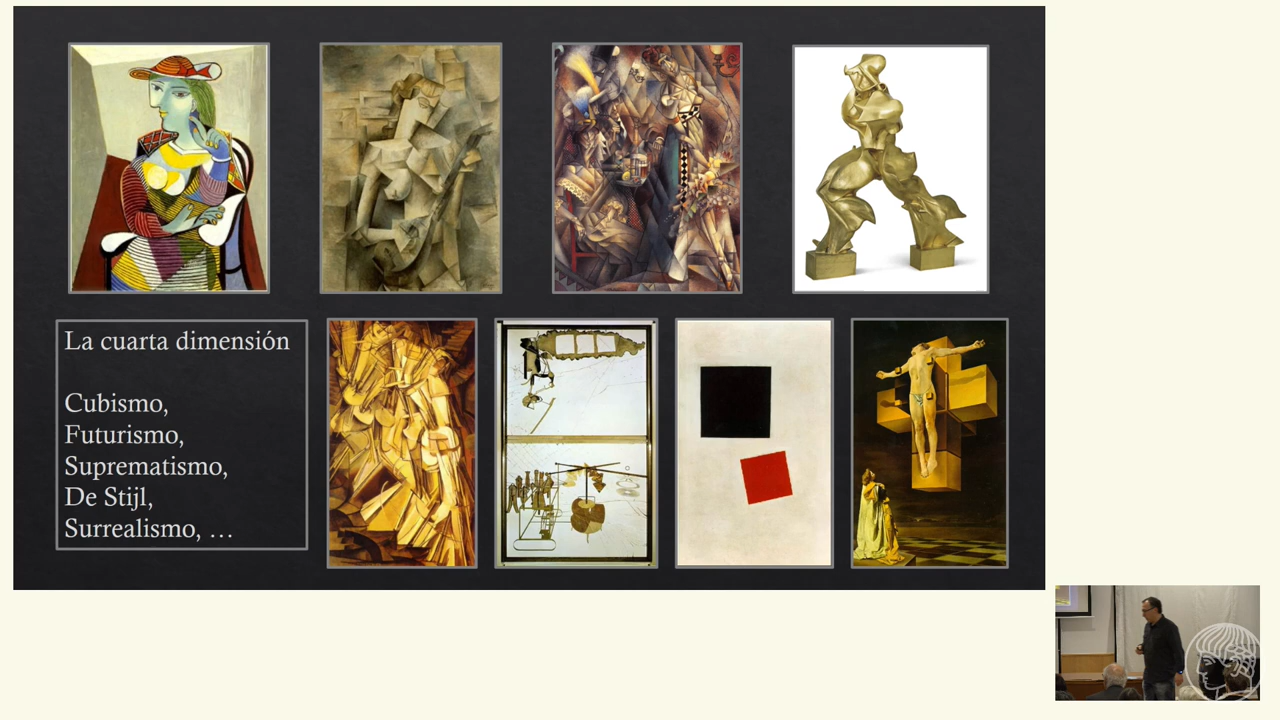 La cuarta dimensión
Cubismo,
Futurismo,
Suprematismo,
De Stijl,
Surrealismo, …